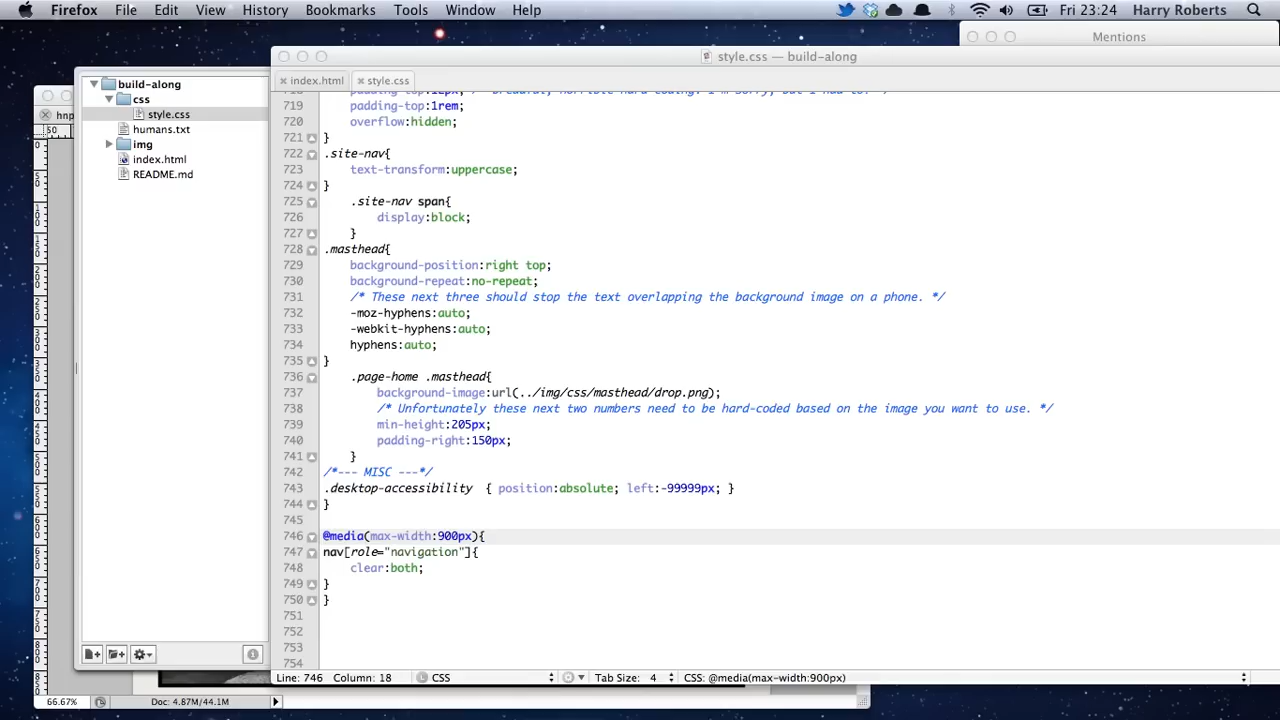 Firefox File Edit View History Bookmarks Tools Window Help Fri 23:24 Harry Roberts
Mentions
style.css — build-along
build-along
css
style.css
humans.txt
img
index.html
README.md
hnp
50
index.html style.css
719 padding-top:1rem;
720 overflow:hidden;
721 }
722 .site-nav{
723 text-transform:uppercase;
724 }
725 .site-nav span{
726 display:block;
727 }
728 .masthead{
729 background-position:right top;
730 background-repeat:no-repeat;
731 /* These next three should stop the text overlapping the background image on a phone. */
732 -moz-hyphens:auto;
733 -webkit-hyphens:auto;
734 hyphens:auto;
735 }
736 .page-home .masthead{
737 background-image:url(../img/css/masthead/drop.png);
738 /* Unfortunately these next two numbers need to be hard-coded based on the image you want to use. */
739 min-height:205px;
740 padding-right:150px;
741 }
742 /*--- MISC ---*/
743 .desktop-accessibility { position:absolute; left:-99999px; }
744 }
745
746 @media(max-width:900px){
747 nav[role="navigation"]{
748 clear:both;
749 }
750 }
751
752
753
754
Line: 746 Column: 18 CSS Tab Size: 4 CSS: @media(max-width:900px)
66.67% Doc: 4.87M/44.1M